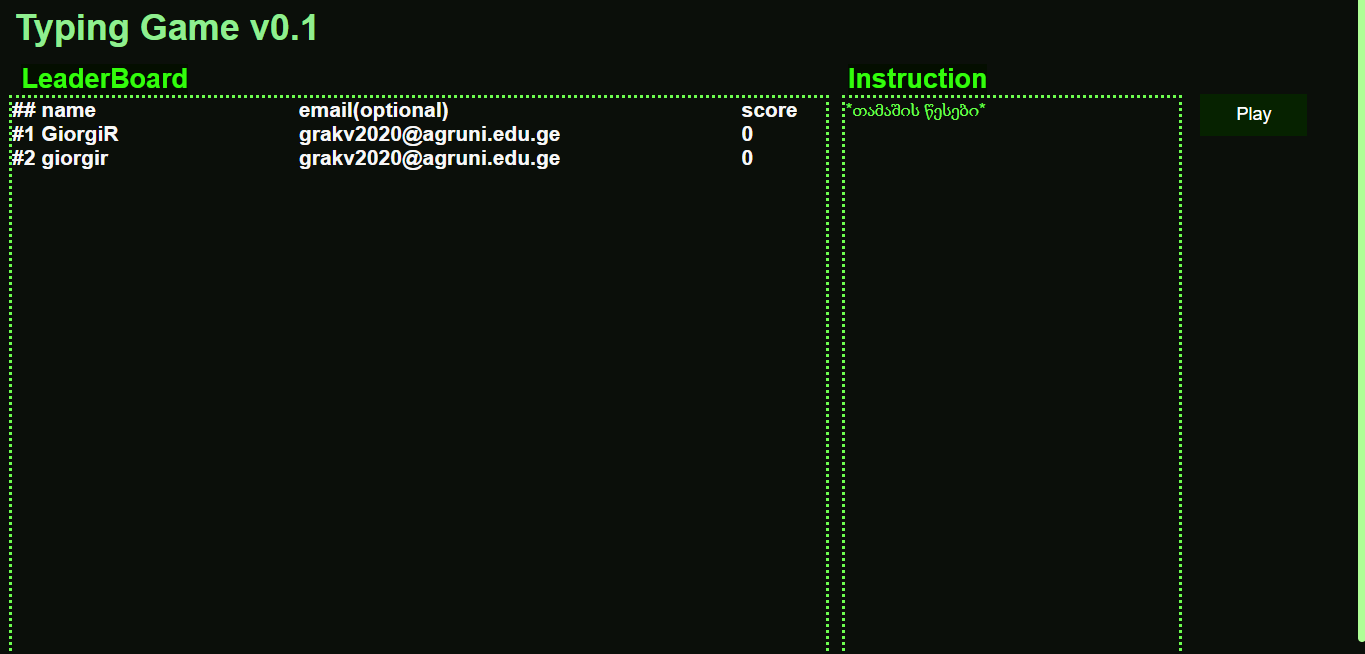 Typing Game v0.1
LeaderBoard
## name email(optional) score
#1 GiorgiR grakv2020@agruni.edu.ge 0
#2 giorgir grakv2020@agruni.edu.ge 0
Instruction
*თამაშის წესები*
Play